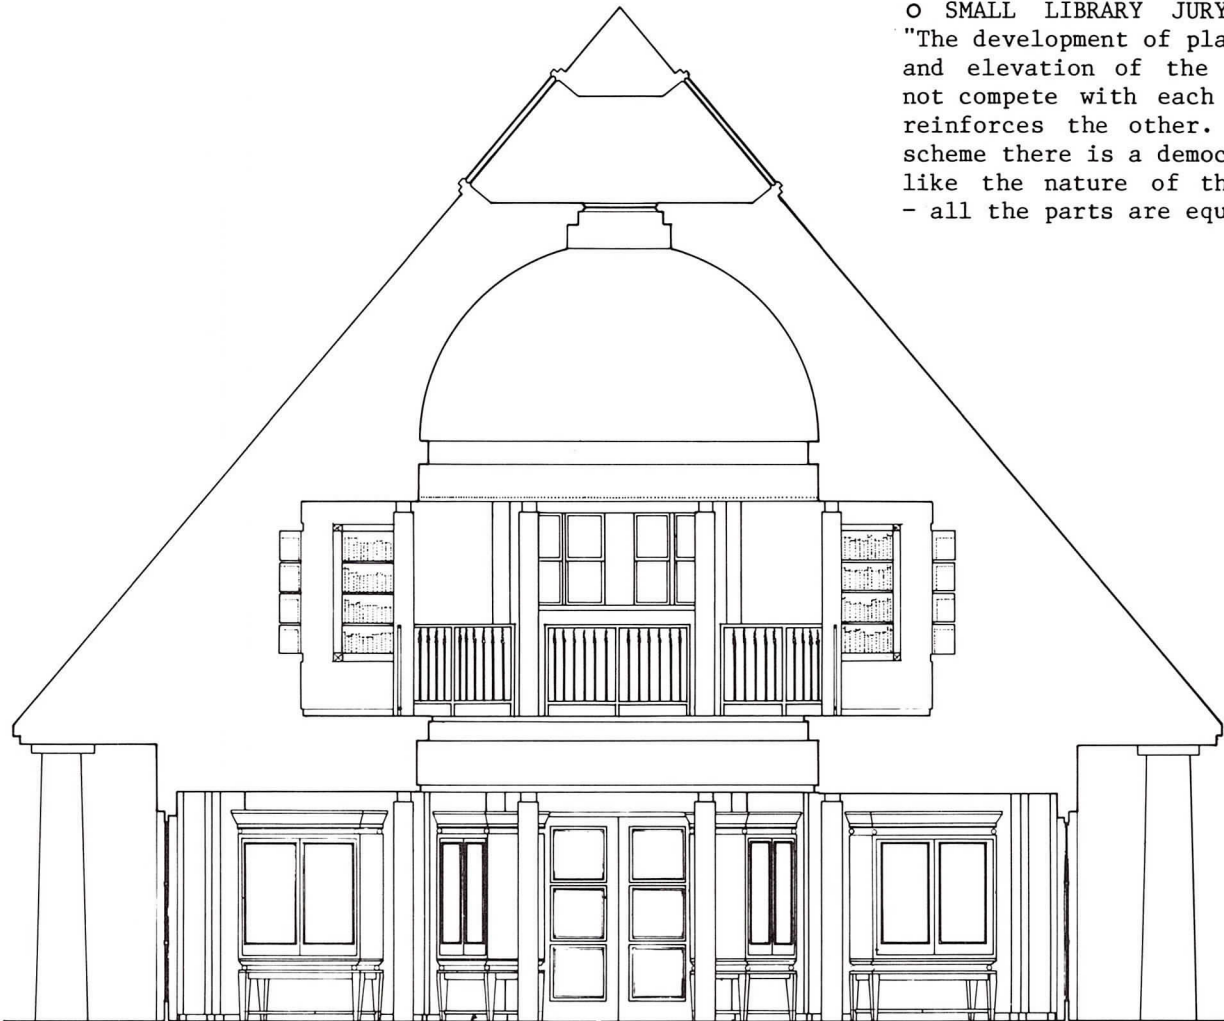 o SMALL LIBRARY JURY
"The development of pla
and elevation of the
not compete with each
reinforces the other.
scheme there is a democ
like the nature of th
- all the parts are equ